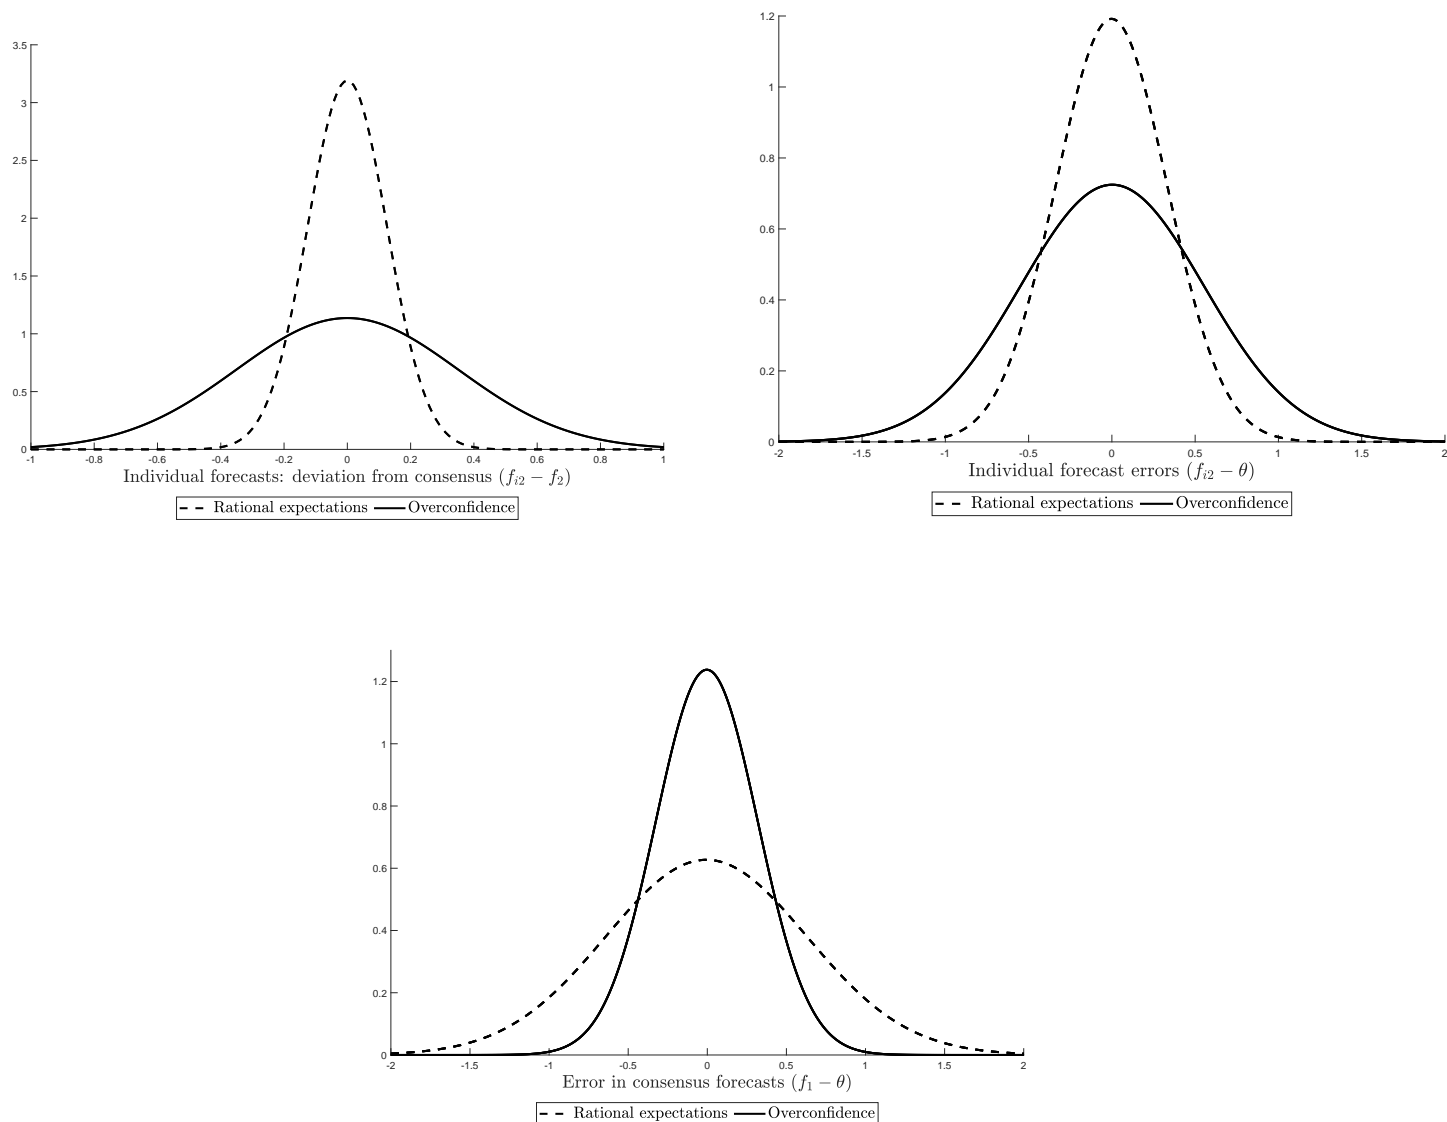 3.5
3
2.5
2
1.5
1
0.5
0
-1 -0.8 -0.6 -0.4 -0.2 0 0.2 0.4 0.6 0.8 1
Individual forecasts: deviation from consensus (f_{i2} − f_2)
Rational expectations Overconfidence
1.2
1
0.8
0.6
0.4
0.2
0
-2 -1.5 -1 -0.5 0 0.5 1 1.5 2
Individual forecast errors (f_{i2} − θ)
Rational expectations Overconfidence
1.2
1
0.8
0.6
0.4
0.2
0
-2 -1.5 -1 -0.5 0 0.5 1 1.5 2
Error in consensus forecasts (f_1 − θ)
Rational expectations Overconfidence